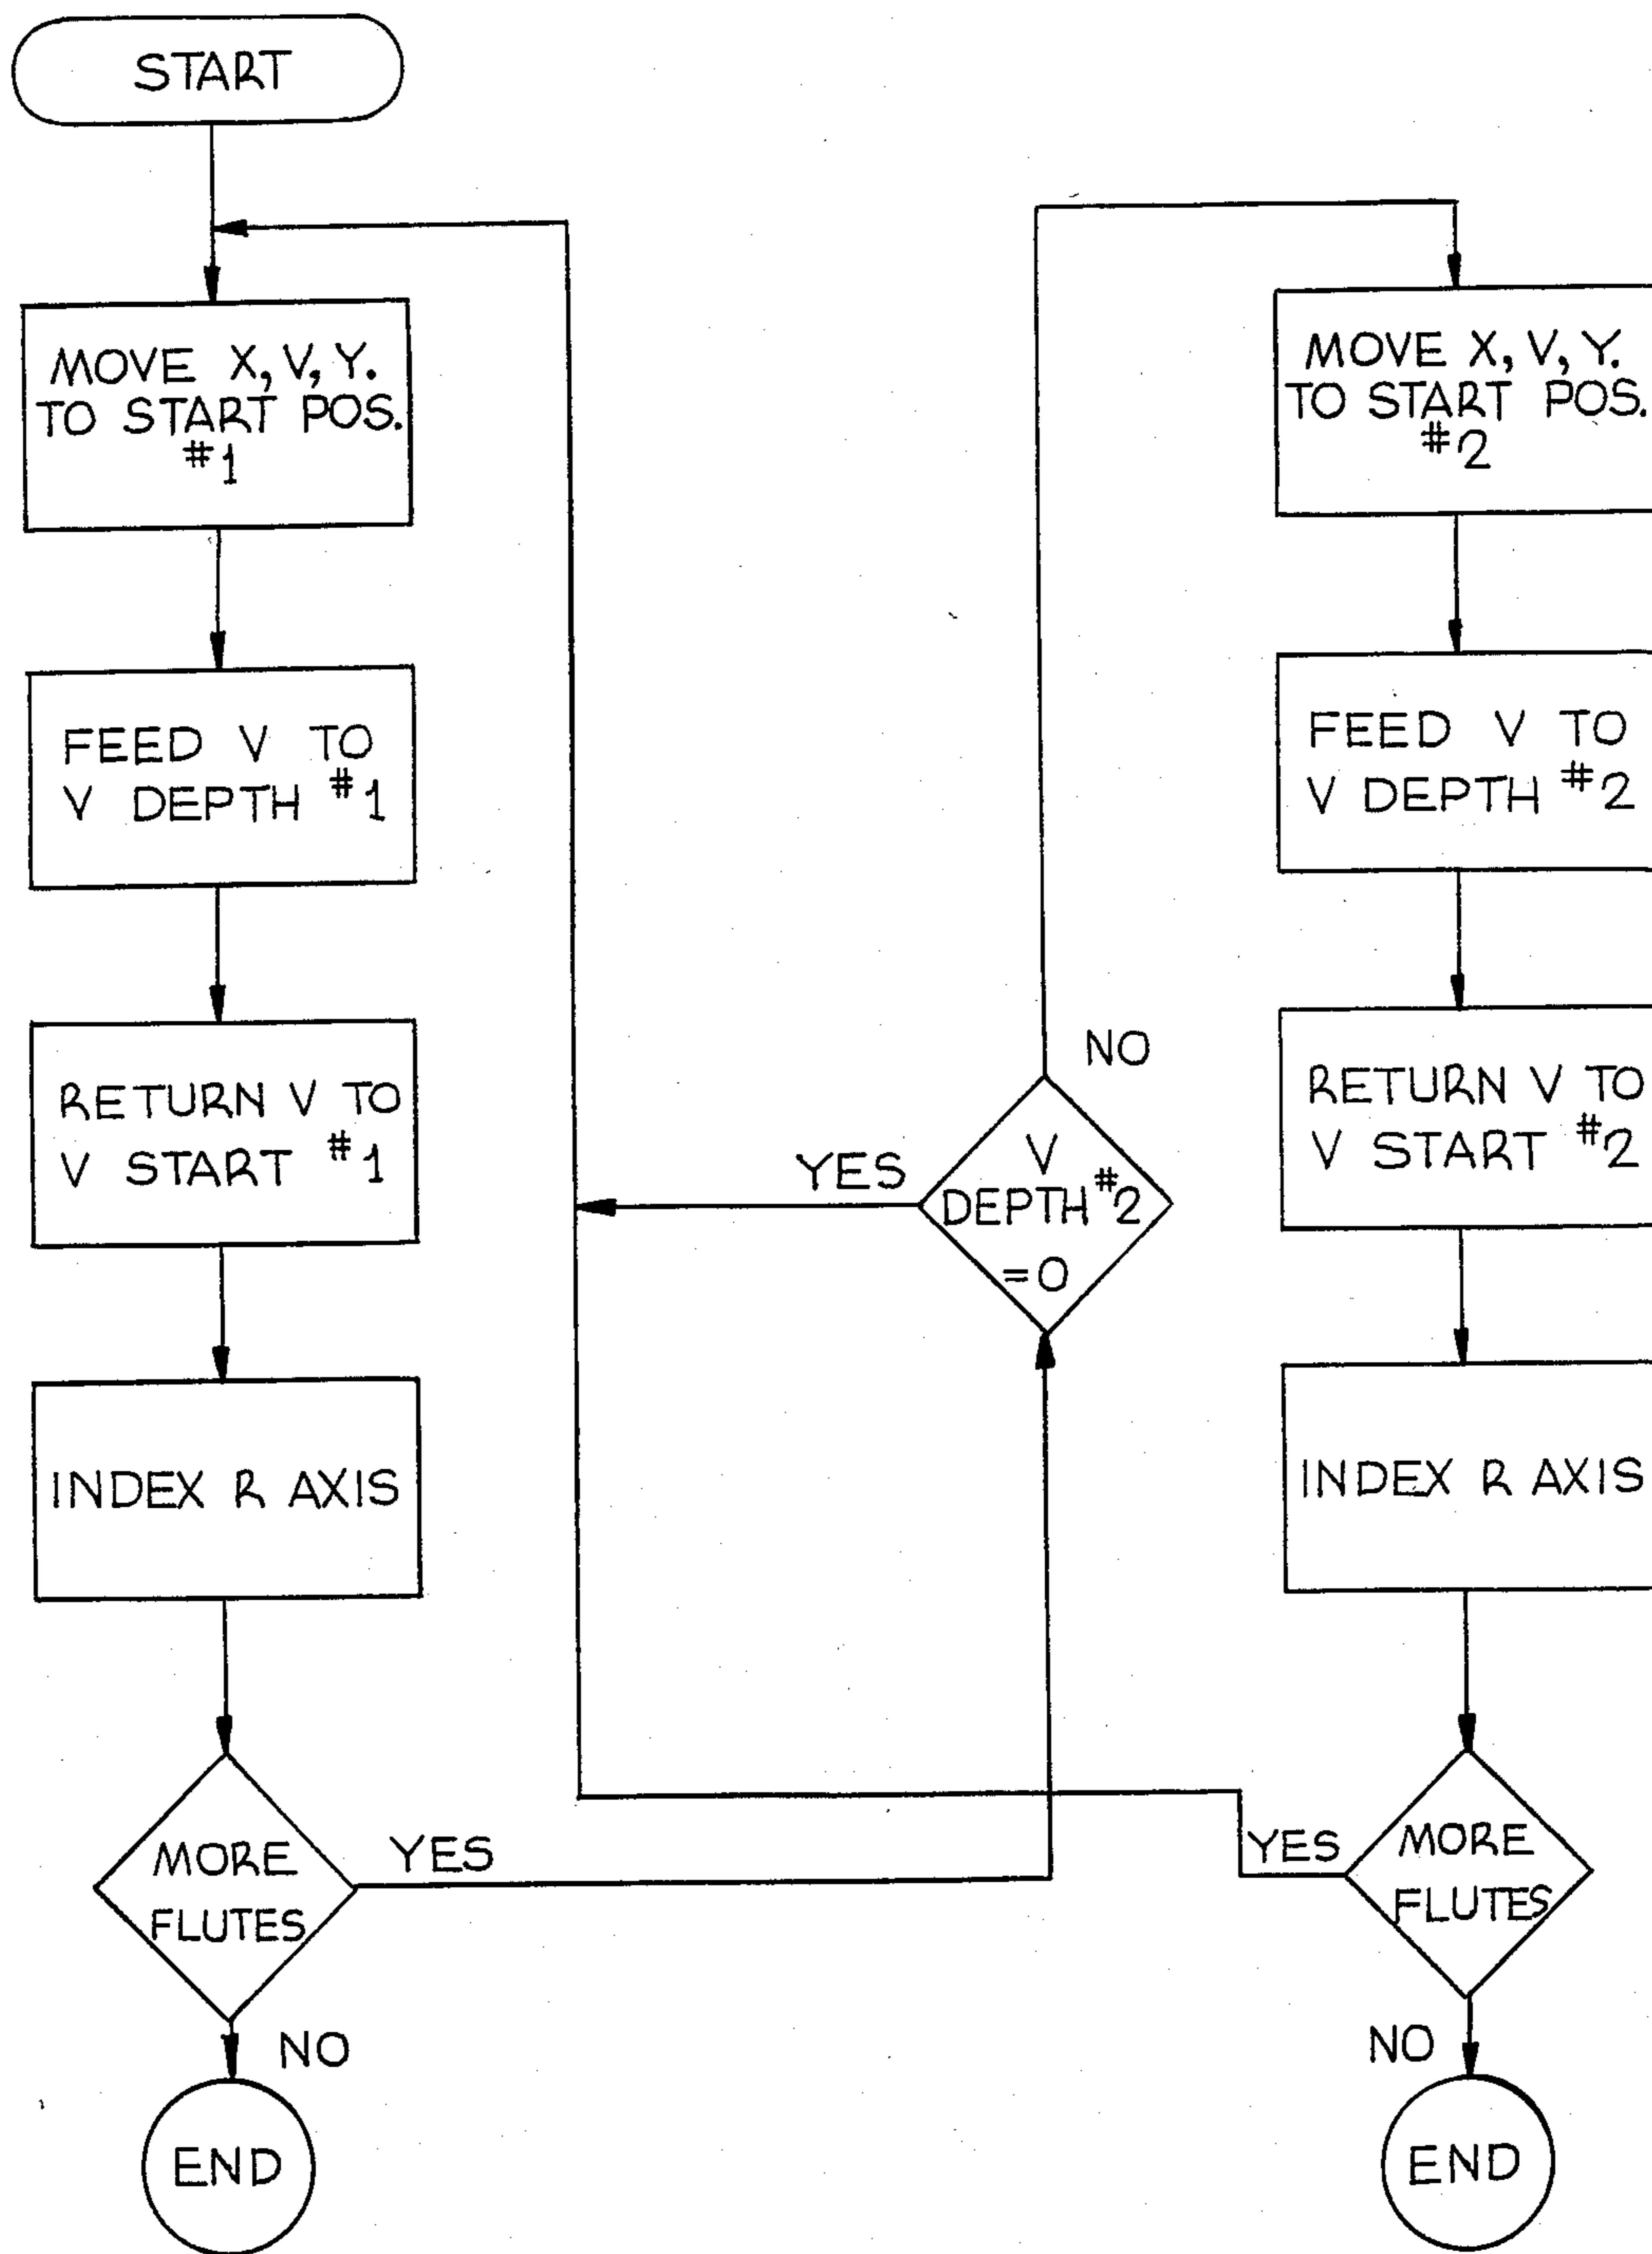 START
MOVE X, V, Y.
TO START POS.
#1
FEED V TO
V DEPTH #1
RETURN V TO
V START #1
INDEX R AXIS
MORE
FLUTES
YES
NO
END
V
DEPTH #2
=0
YES
NO
MOVE X, V, Y.
TO START POS.
#2
FEED V TO
V DEPTH #2
RETURN V TO
V START #2
INDEX R AXIS
MORE
FLUTES
YES
NO
END